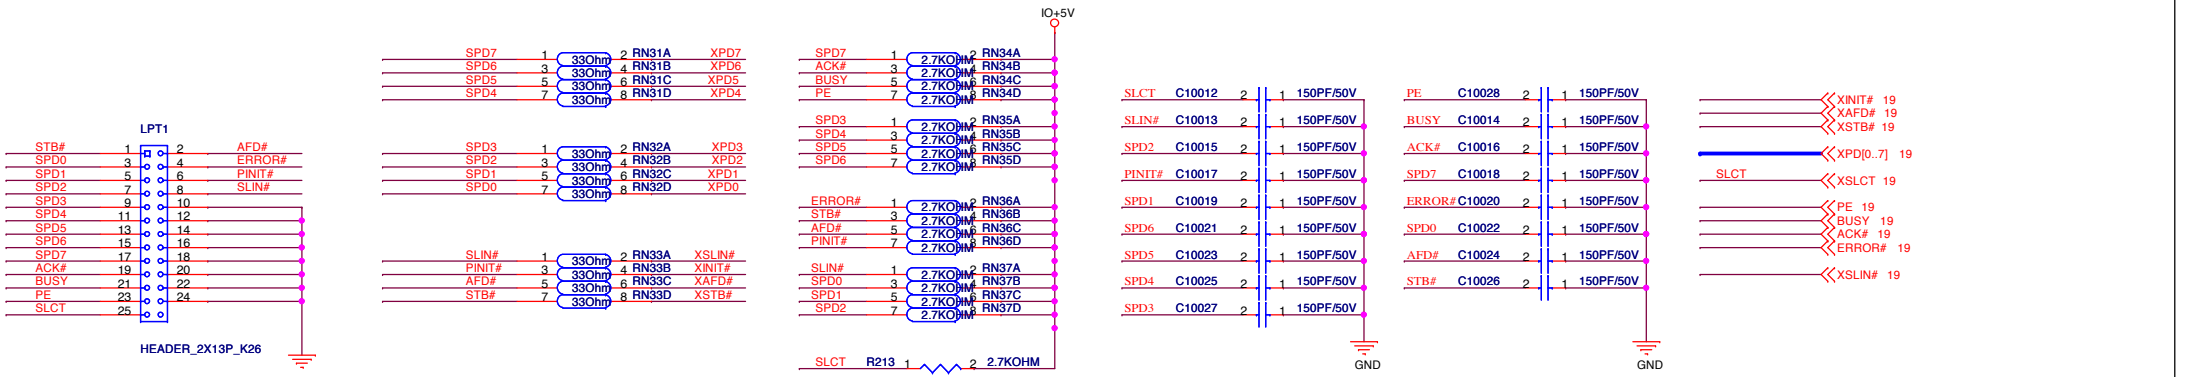 IO+5V
LPT1
STB# 1 2 AFD#
SPD0 3 4 ERROR#
SPD1 5 6 PINIT#
SPD2 7 8 SLIN#
SPD3 9 10
SPD4 11 12
SPD5 13 14
SPD6 15 16
SPD7 17 18
ACK# 19 20
BUSY 21 22
PE 23 24
SLCT 25
HEADER_2X13P_K26
SPD7 1 33Ohm 2 RN31A XPD7
SPD6 3 33Ohm 4 RN31B XPD6
SPD5 5 33Ohm 6 RN31C XPD5
SPD4 7 33Ohm 8 RN31D XPD4
SPD3 1 33Ohm 2 RN32A XPD3
SPD2 3 33Ohm 4 RN32B XPD2
SPD1 5 33Ohm 6 RN32C XPD1
SPD0 7 33Ohm 8 RN32D XPD0
SLIN# 1 33Ohm 2 RN33A XSLIN#
PINIT# 3 33Ohm 4 RN33B XINIT#
AFD# 5 33Ohm 6 RN33C XAFD#
STB# 7 33Ohm 8 RN33D XSTB#
SPD7 1 2.7KOHM 2 RN34A
ACK# 3 2.7KOHM 4 RN34B
BUSY 5 2.7KOHM 6 RN34C
PE 7 2.7KOHM 8 RN34D
SPD3 1 2.7KOHM 2 RN35A
SPD4 3 2.7KOHM 4 RN35B
SPD5 5 2.7KOHM 6 RN35C
SPD6 7 2.7KOHM 8 RN35D
ERROR# 1 2.7KOHM 2 RN36A
STB# 3 2.7KOHM 4 RN36B
AFD# 5 2.7KOHM 6 RN36C
PINIT# 7 2.7KOHM 8 RN36D
SLIN# 1 2.7KOHM 2 RN37A
SPD0 3 2.7KOHM 4 RN37B
SPD1 5 2.7KOHM 6 RN37C
SPD2 7 2.7KOHM 8 RN37D
SLCT R213 1 2 2.7KOHM
SLCT C10012 2 1 150PF/50V
SLIN# C10013 2 1 150PF/50V
SPD2 C10015 2 1 150PF/50V
PINIT# C10017 2 1 150PF/50V
SPD1 C10019 2 1 150PF/50V
SPD6 C10021 2 1 150PF/50V
SPD5 C10023 2 1 150PF/50V
SPD4 C10025 2 1 150PF/50V
SPD3 C10027 2 1 150PF/50V
GND
PE C10028 2 1 150PF/50V
BUSY C10014 2 1 150PF/50V
ACK# C10016 2 1 150PF/50V
SPD7 C10018 2 1 150PF/50V
ERROR# C10020 2 1 150PF/50V
SPD0 C10022 2 1 150PF/50V
AFD# C10024 2 1 150PF/50V
STB# C10026 2 1 150PF/50V
GND
XINIT# 19
XAFD# 19
XSTB# 19
XPD[0..7] 19
SLCT XSLCT 19
PE 19
BUSY 19
ACK# 19
ERROR# 19
XSLIN# 19